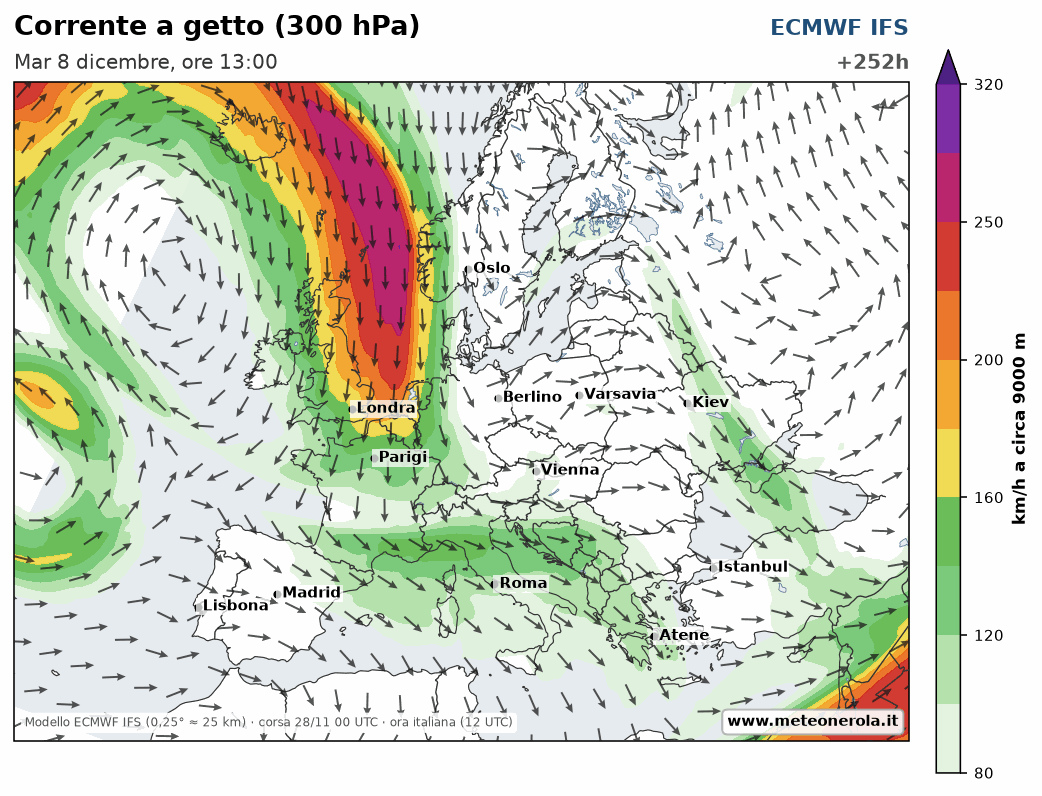 Corrente a getto (300 hPa)
ECMWF IFS
Mar 8 dicembre, ore 13:00
+252h
320
250
200
160
120
80
km/h a circa 9000 m
Oslo
Berlino
Varsavia
Kiev
Londra
Parigi
Vienna
Istanbul
Roma
Madrid
Lisbona
Atene
Modello ECMWF IFS (0,25° ≈ 25 km) · corsa 28/11 00 UTC · ora italiana (12 UTC)
www.meteonerola.it